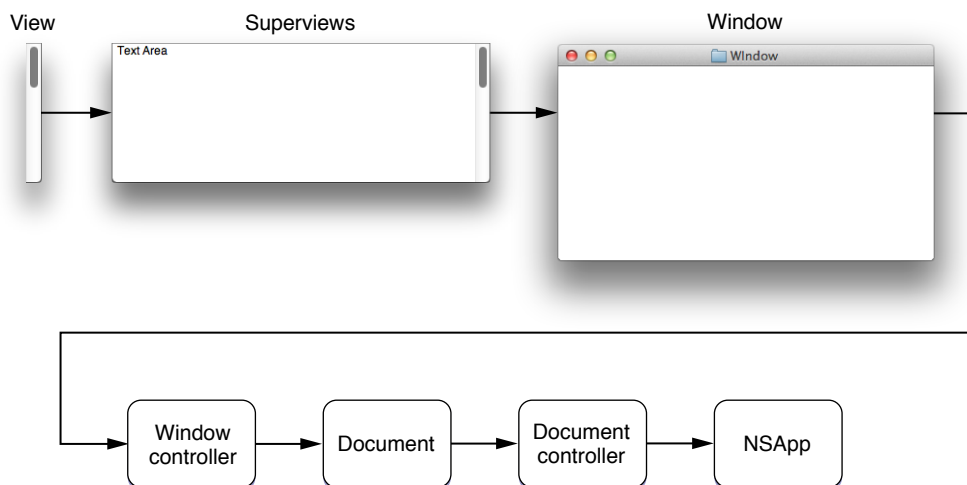 View
Superviews
Window
Text Area
WIndow
Window
controller
Document
Document
controller
NSApp